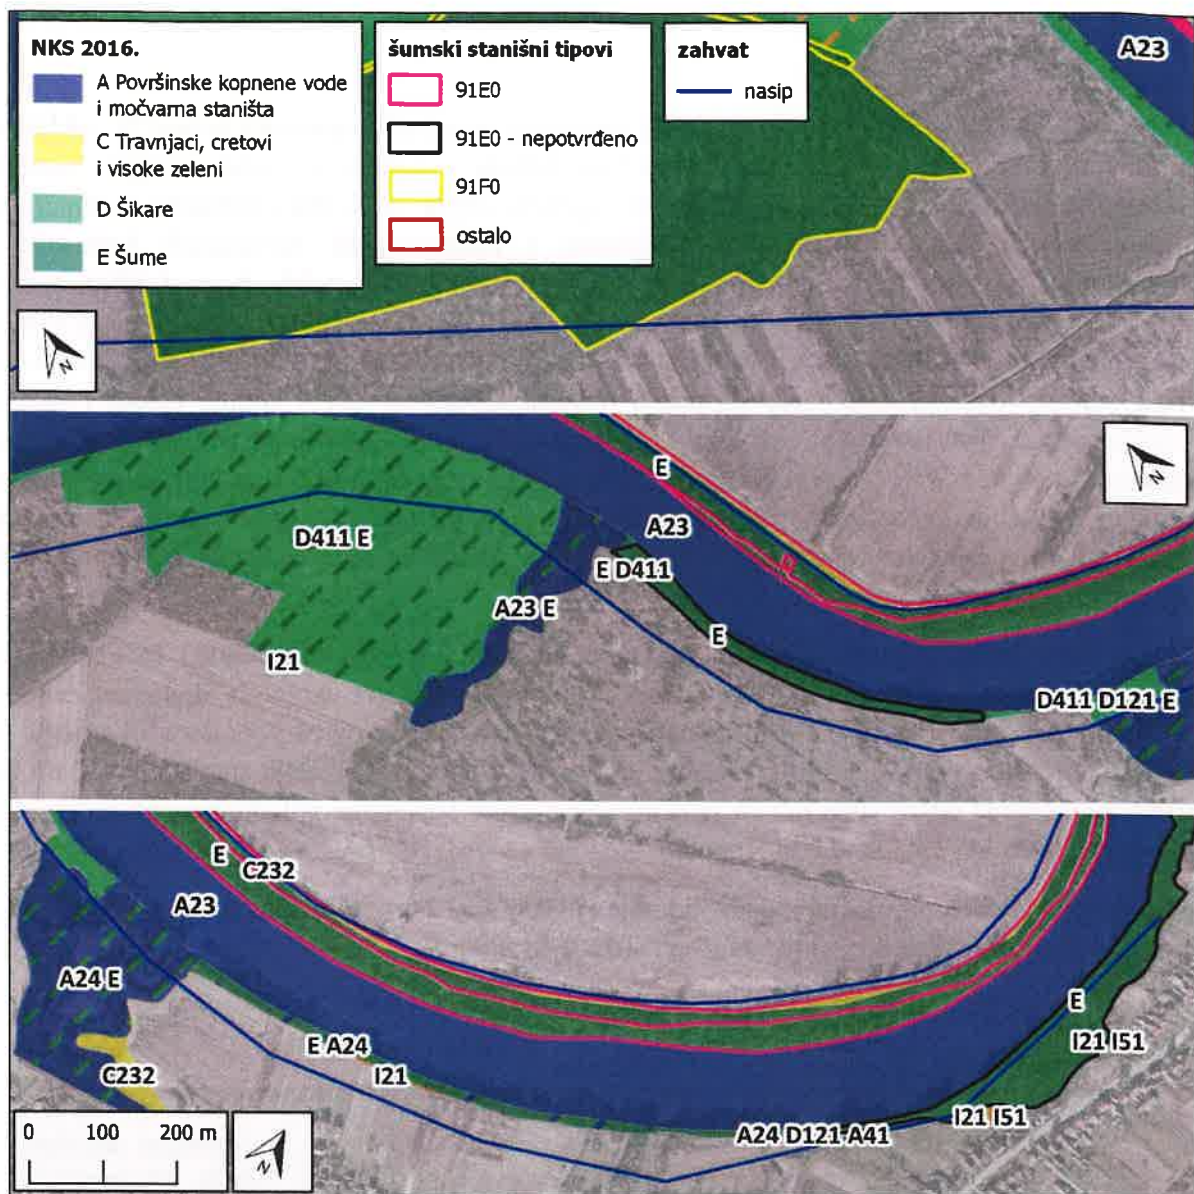 NKS 2016.
A Površinske kopnene vode
i močvarna staništa
C Travnjaci, cretovi
i visoke zeleni
D Šikare
E Šume
šumski stanišni tipovi
91E0
91E0 - nepotvrđeno
91F0
ostalo
zahvat
nasip
A23
N
N
E
A23
D411 E
E D411
A23 E
E
I21
D411 D121 E
E
C232
A23
A24 E
E
E A24
I21 I51
C232
I21
I21 I51
A24 D121 A41
0 100 200 m
N